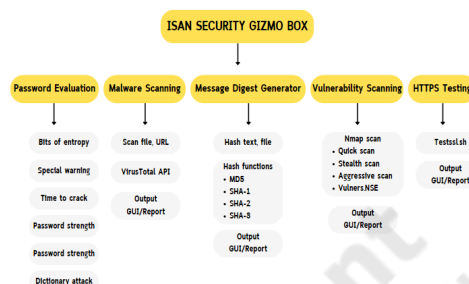 ISAN SECURITY GIZMO BOX
Password Evaluation
Bits of entropy
Special warning
Time to crack
Password strength
Password strength
Dictionary attack
Malware Scanning
Scan file, URL
VirusTotal API
Output
GUI/Report
Message Digest Generator
Hash text, file
Hash functions
• MD5
• SHA-1
• SHA-2
• SHA-3
Output
GUI/Report
Vulnerability Scanning
Nmap scan
• Quick scan
• Stealth scan
• Aggressive scan
• Vulners.NSE
Output
GUI/Report
HTTPS Testing
Testssl.sh
Output
GUI/Report